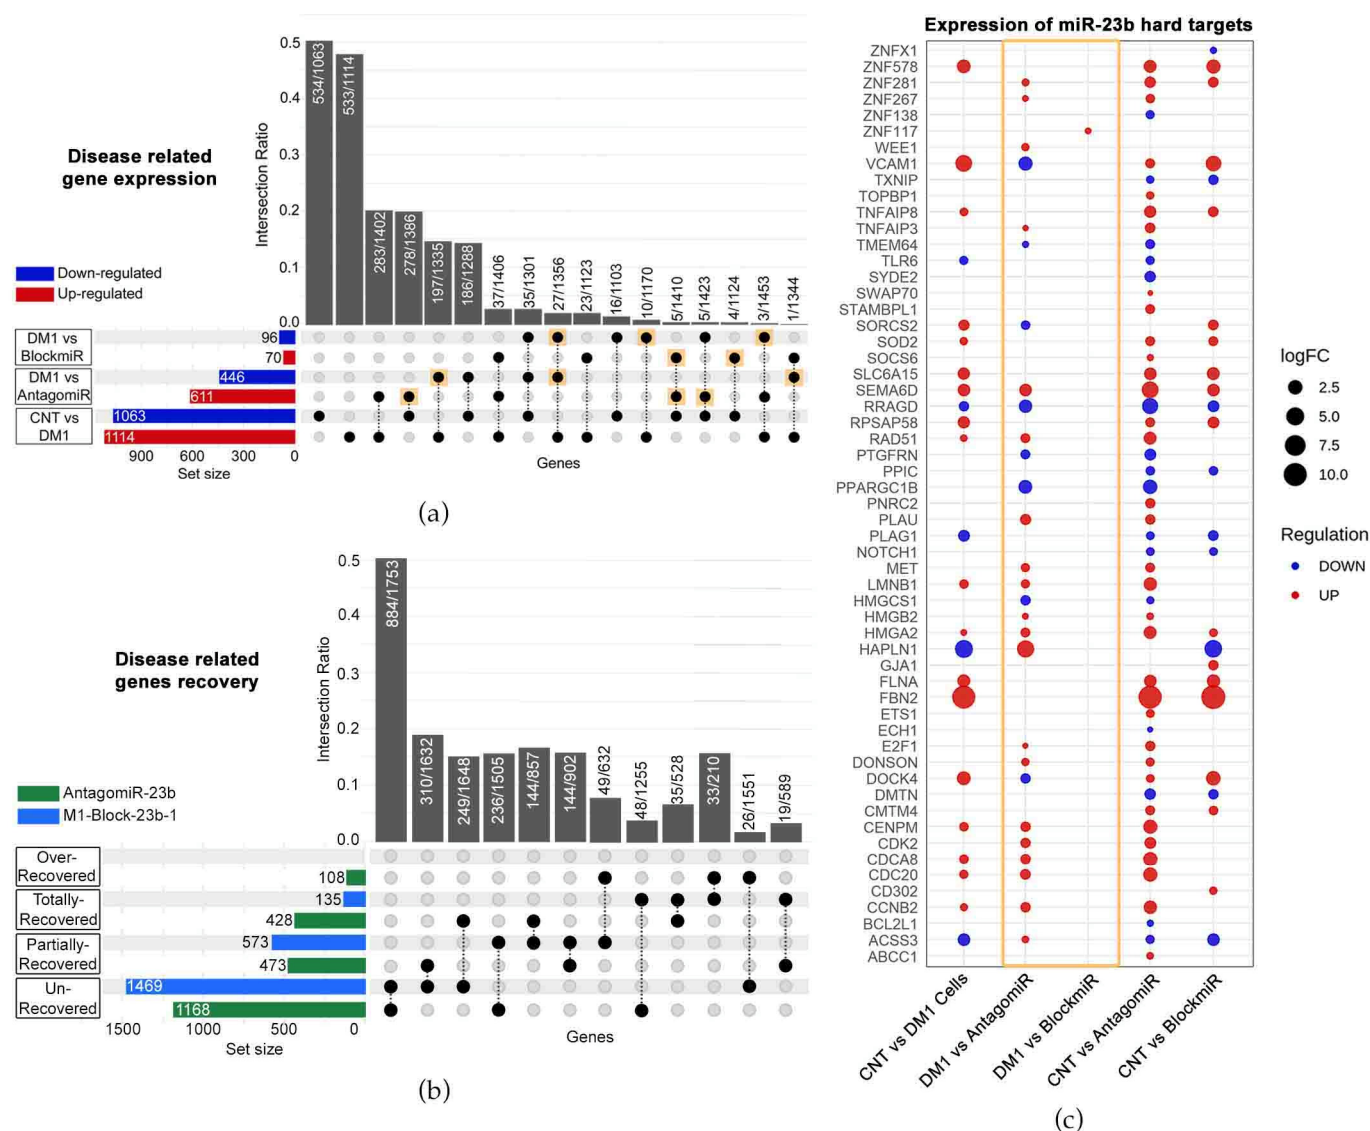 0.5
0.4
0.3
0.2
0.1
0.0
Intersection Ratio
534/1063
533/1114
283/1402
278/1386
197/1335
186/1288
37/1406
35/1301
27/1356
23/1123
16/1103
10/1170
5/1410
5/1423
4/1124
3/1453
1/1344
Disease related
gene expression
Down-regulated
Up-regulated
DM1 vs
BlockmiR
DM1 vs
AntagomiR
CNT vs
DM1
96
70
446
611
1063
1114
900
600
300
0
Set size
Genes
(a)
0.5
0.4
0.3
0.2
0.1
0.0
Intersection Ratio
884/1753
310/1632
249/1648
236/1505
144/857
144/902
49/632
48/1255
35/528
33/210
26/1551
19/589
Disease related
genes recovery
AntagomiR-23b
M1-Block-23b-1
Over-
Recovered
Totally-
Recovered
Partially-
Recovered
Un-
Recovered
108
135
428
573
473
1469
1168
1500
1000
500
0
Set size
Genes
(b)
Expression of miR-23b hard targets
ZNFX1
ZNF578
ZNF281
ZNF267
ZNF138
ZNF117
WEE1
VCAM1
TXNIP
TOPBP1
TNFAIP8
TNFAIP3
TMEM64
TLR6
SYDE2
SWAP70
STAMBPL1
SORCS2
SOD2
SOCS6
SLC6A15
SEMA6D
RRAGD
RPSAP58
RAD51
PTGFRN
PPIC
PPARGC1B
PNRC2
PLAU
PLAG1
NOTCH1
MET
LMNB1
HMGCS1
HMGB2
HMGA2
HAPLN1
GJA1
FLNA
FBN2
ETS1
ECH1
E2F1
DONSON
DOCK4
DMTN
CMTM4
CENPM
CDK2
CDCA8
CDC20
CD302
CCNB2
BCL2L1
ACSS3
ABCC1
CNT vs DM1 Cells
DM1 vs AntagomiR
DM1 vs BlockmiR
CNT vs AntagomiR
CNT vs BlockmiR
logFC
2.5
5.0
7.5
10.0
Regulation
DOWN
UP
(c)